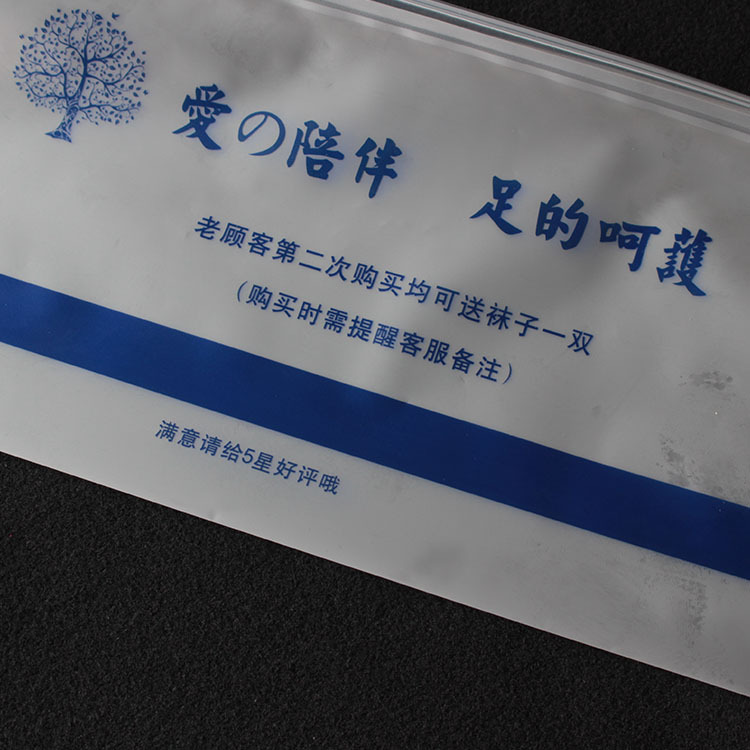 愛の陪伴 足的呵護
老顾客第二次购买均可送袜子一双
（购买时需提醒客服备注）
满意请给5星好评哦